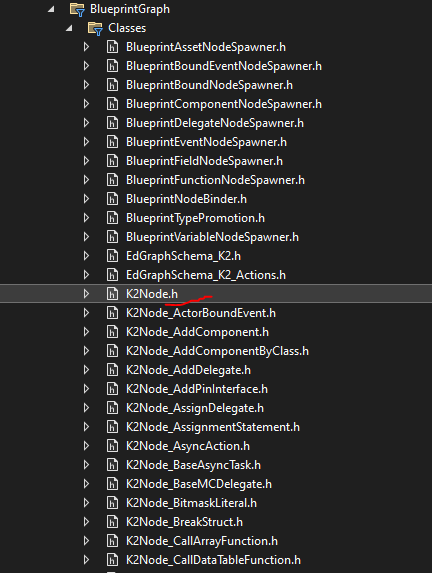 BlueprintGraph
Classes
BlueprintAssetNodeSpawner.h
BlueprintBoundEventNodeSpawner.h
BlueprintBoundNodeSpawner.h
BlueprintComponentNodeSpawner.h
BlueprintDelegateNodeSpawner.h
BlueprintEventNodeSpawner.h
BlueprintFieldNodeSpawner.h
BlueprintFunctionNodeSpawner.h
BlueprintNodeBinder.h
BlueprintTypePromotion.h
BlueprintVariableNodeSpawner.h
EdGraphSchema_K2.h
EdGraphSchema_K2_Actions.h
K2Node.h
K2Node_ActorBoundEvent.h
K2Node_AddComponent.h
K2Node_AddComponentByClass.h
K2Node_AddDelegate.h
K2Node_AddPinInterface.h
K2Node_AssignDelegate.h
K2Node_AssignmentStatement.h
K2Node_AsyncAction.h
K2Node_BaseAsyncTask.h
K2Node_BaseMCDelegate.h
K2Node_BitmaskLiteral.h
K2Node_BreakStruct.h
K2Node_CallArrayFunction.h
K2Node_CallDataTableFunction.h